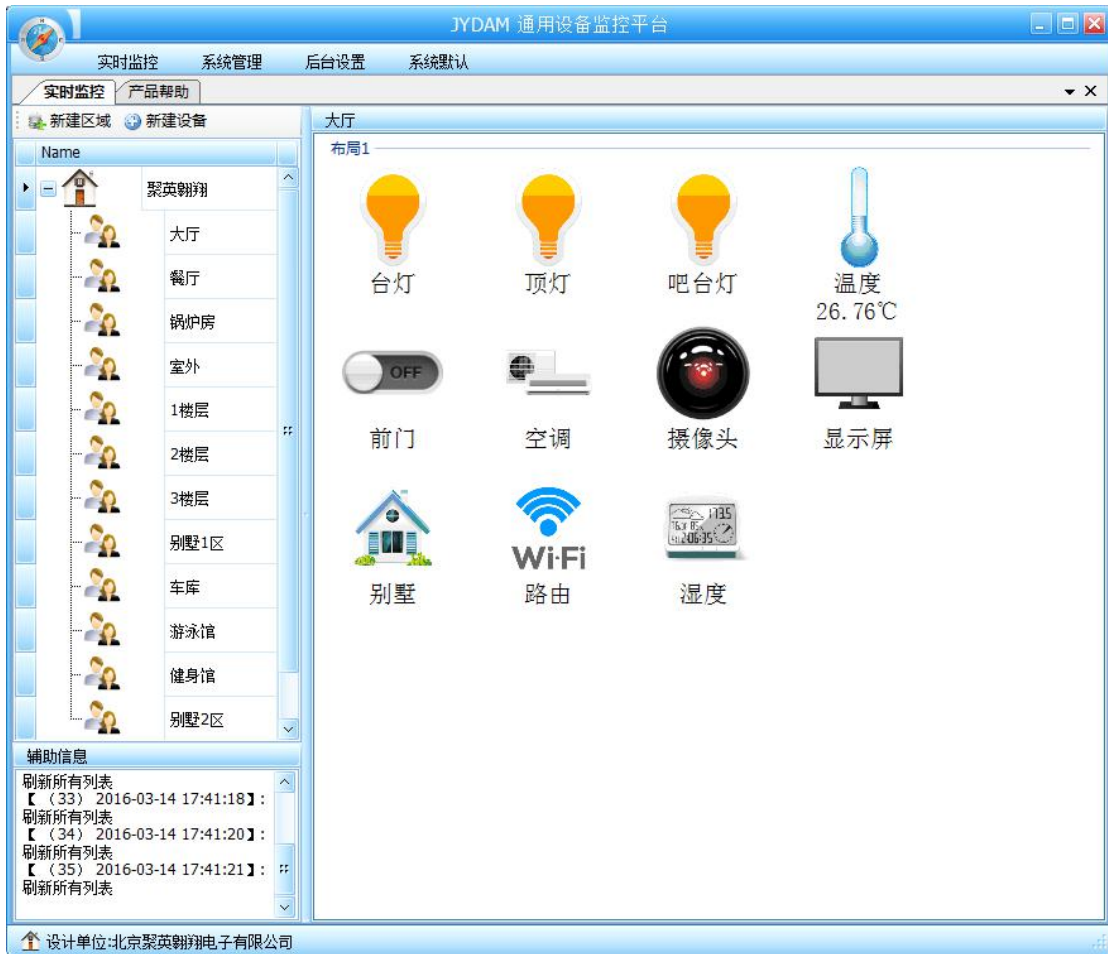 JYDAM 通用设备监控平台
实时监控 系统管理 后台设置 系统默认
实时监控 产品帮助
新建区域 新建设备
Name
聚英翱翔
大厅
餐厅
锅炉房
室外
1楼层
2楼层
3楼层
别墅1区
车库
游泳馆
健身馆
别墅2区
辅助信息
刷新所有列表
【 (33) 2016-03-14 17:41:18】:
刷新所有列表
【 (34) 2016-03-14 17:41:20】:
刷新所有列表
【 (35) 2016-03-14 17:41:21】:
刷新所有列表
大厅
布局1
台灯 顶灯 吧台灯 温度
26.76℃
OFF
前门 空调 摄像头 显示屏
Wi-Fi
别墅 路由 湿度
设计单位:北京聚英翱翔电子有限公司